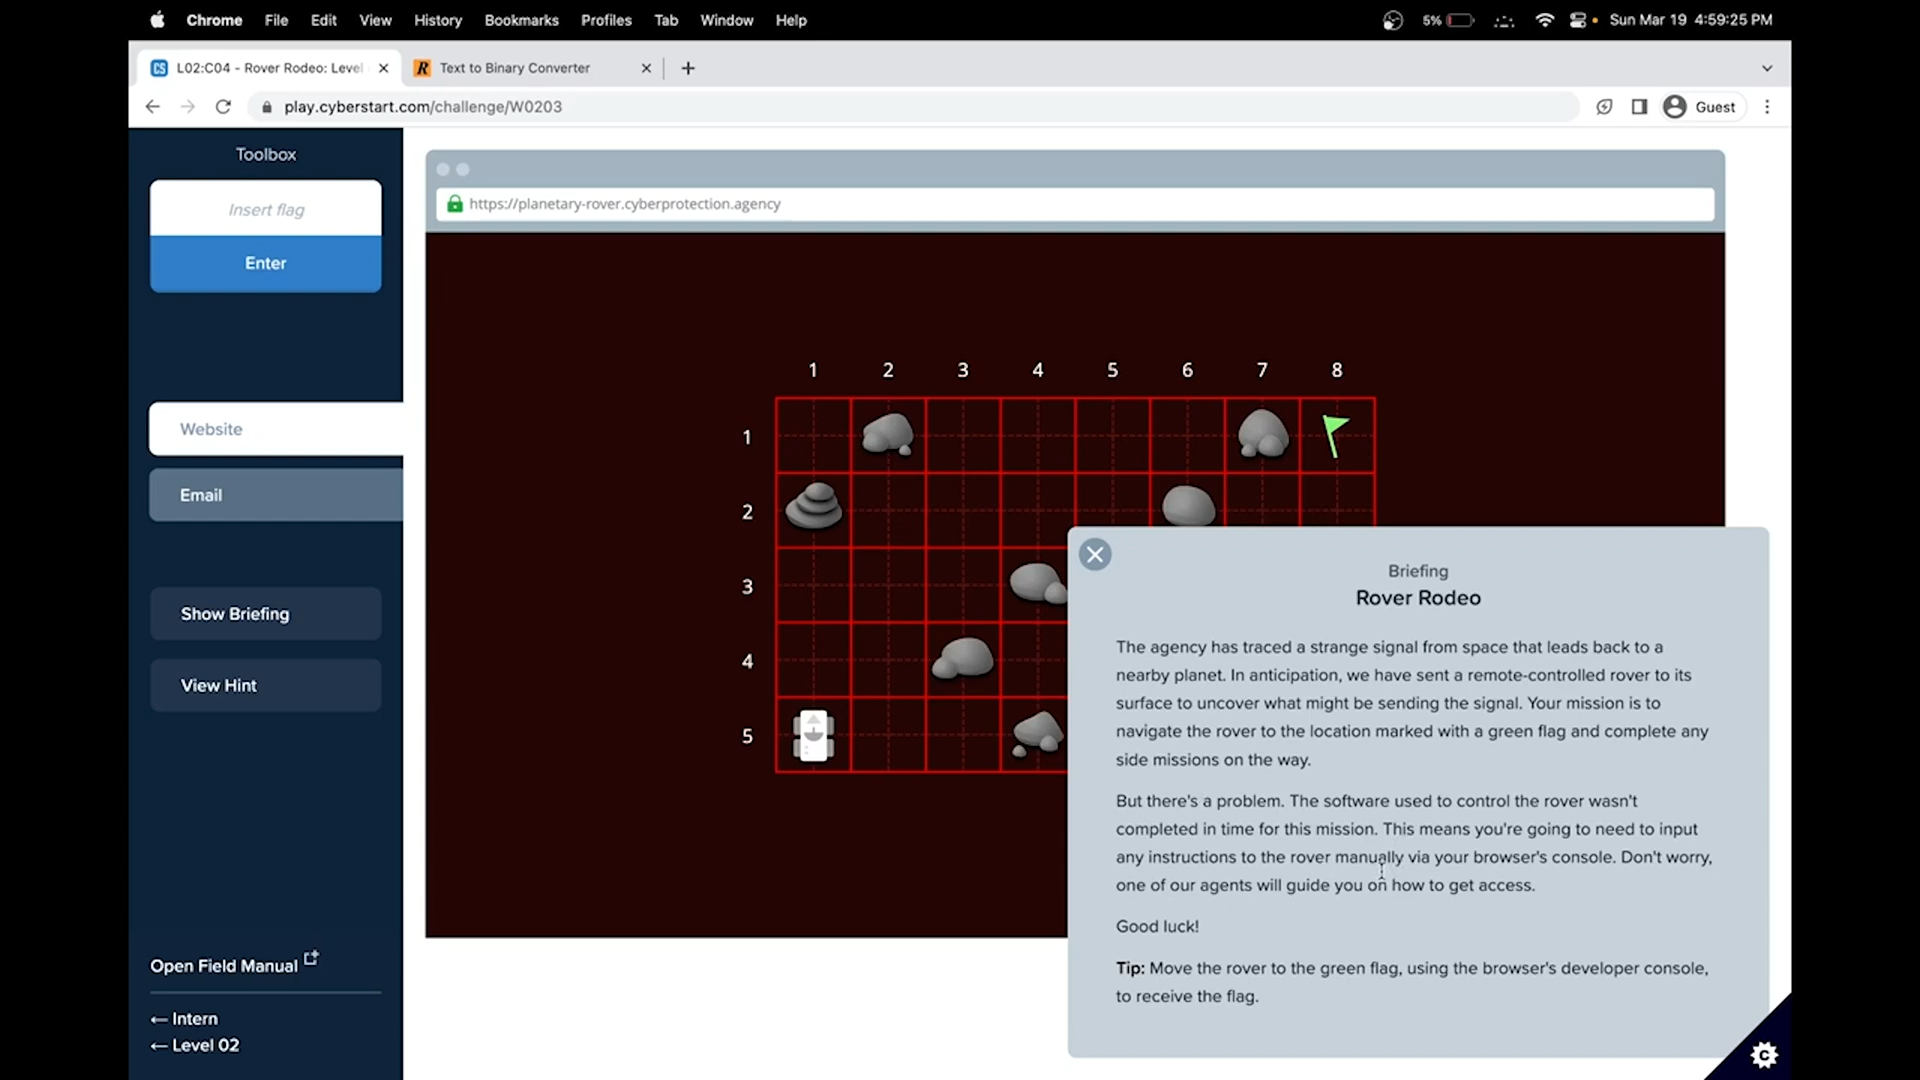 Chrome File Edit View History Bookmarks Profiles Tab Window Help 5% Sun Mar 19 4:59:25 PM
L02:C04 - Rover Rodeo: Level Text to Binary Converter
play.cyberstart.com/challenge/W0203 Guest
Toolbox
Insert flag
Enter
Website
Email
Show Briefing
View Hint
Open Field Manual
← Intern
← Level 02
https://planetary-rover.cyberprotection.agency
1 2 3 4 5 6 7 8
1
2
3
4
5
Briefing
Rover Rodeo
The agency has traced a strange signal from space that leads back to a
nearby planet. In anticipation, we have sent a remote-controlled rover to its
surface to uncover what might be sending the signal. Your mission is to
navigate the rover to the location marked with a green flag and complete any
side missions on the way.
But there's a problem. The software used to control the rover wasn't
completed in time for this mission. This means you're going to need to input
any instructions to the rover manually via your browser's console. Don't worry,
one of our agents will guide you on how to get access.
Good luck!
Tip: Move the rover to the green flag, using the browser's developer console,
to receive the flag.